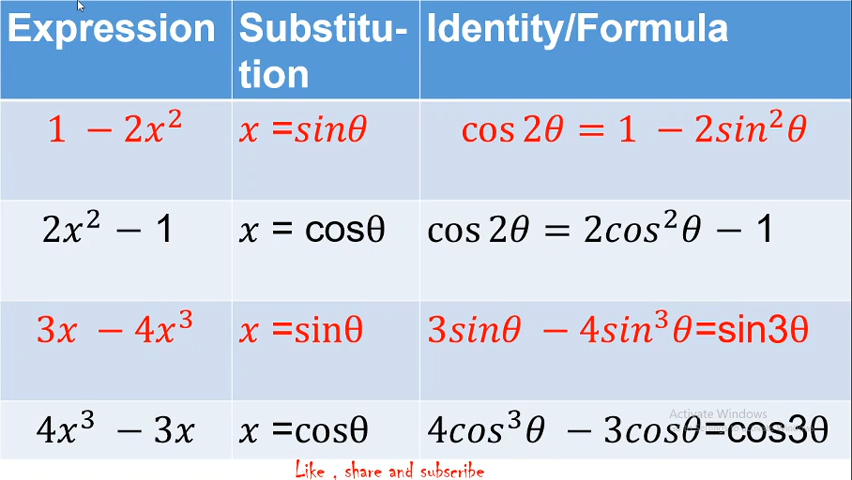 Expression Substitu- Identity/Formula
tion
1 − 2x² x =sinθ cos 2θ = 1 − 2sin²θ
2x² − 1 x = cosθ cos 2θ = 2cos²θ − 1
3x − 4x³ x =sinθ 3sinθ − 4sin³θ=sin3θ
Activate Windows
4x³ − 3x x =cosθ 4cos³θ − 3cosθ=cos3θ
Like , share and subscribe